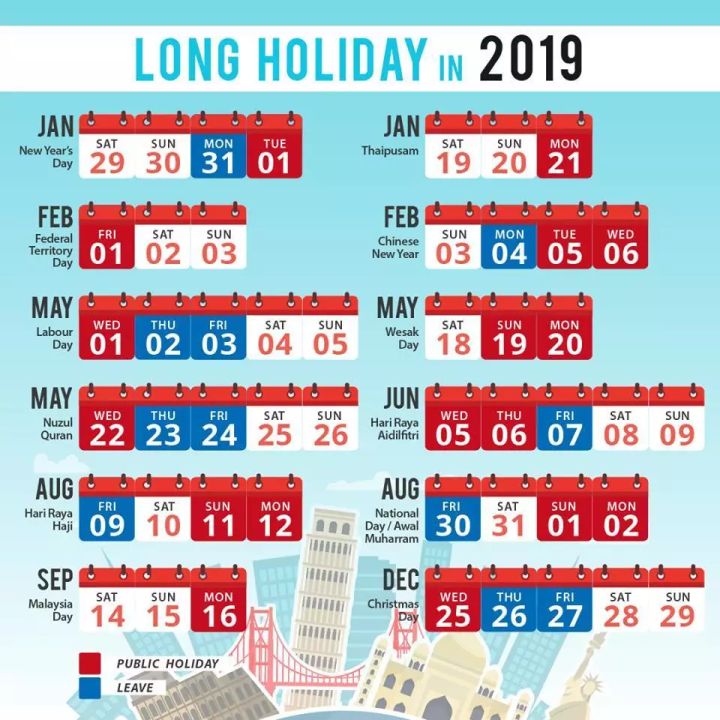 LONG HOLIDAY IN 2019
JAN
New Year's
Day
SAT SUN MON TUE
29 30 31 01
JAN
Thaipusam
SAT SUN MON
19 20 21
FEB
Federal
Territory
Day
FRI SAT SUN
01 02 03
FEB
Chinese
New Year
SUN MON TUE WED
03 04 05 06
MAY
Labour
Day
WED THU FRI SAT SUN
01 02 03 04 05
MAY
Wesak
Day
SAT SUN MON
18 19 20
MAY
Nuzul
Quran
WED THU FRI SAT SUN
22 23 24 25 26
JUN
Hari Raya
Aidilfitri
WED THU FRI SAT SUN
05 06 07 08 09
AUG
Hari Raya
Haji
FRI SAT SUN MON
09 10 11 12
AUG
National
Day / Awal
Muharram
FRI SAT SUN MON
30 31 01 02
SEP
Malaysia
Day
SAT SUN MON
14 15 16
DEC
Christmas
Day
WED THU FRI SAT SUN
25 26 27 28 29
PUBLIC HOLIDAY
LEAVE